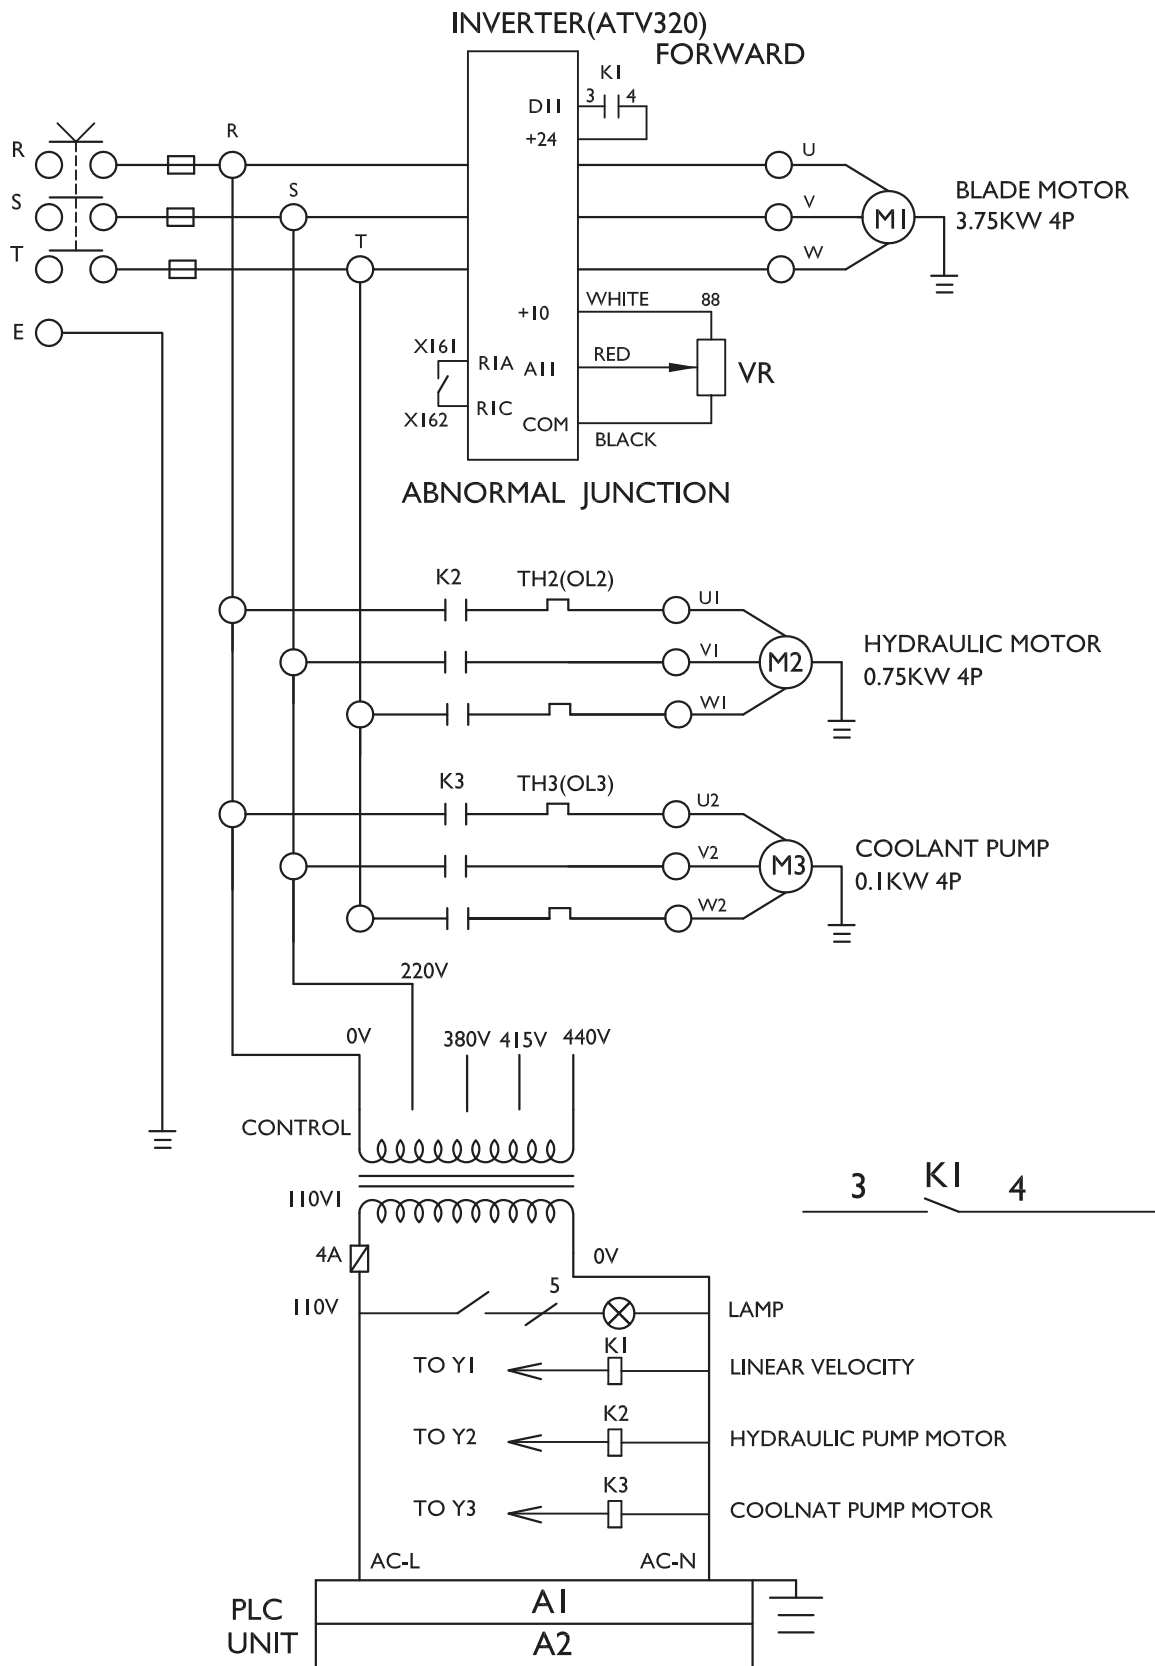 INVERTER(ATV320)
FORWARD
K1
3 4
DI1
+24
R
R
S
S
T
T
E
U
V
W
M1
BLADE MOTOR
3.75KW 4P
+10
WHITE 88
X161
R1A
AI1
RED
VR
X162
R1C
COM
BLACK
ABNORMAL JUNCTION
K2
TH2(OL2)
U1
V1
W1
M2
HYDRAULIC MOTOR
0.75KW 4P
K3
TH3(OL3)
U2
V2
W2
M3
COOLANT PUMP
0.1KW 4P
220V
0V
380V 415V 440V
CONTROL
110V1
3 K1 4
4A
0V
110V
5
LAMP
K1
TO Y1
LINEAR VELOCITY
K2
TO Y2
HYDRAULIC PUMP MOTOR
K3
TO Y3
COOLNAT PUMP MOTOR
AC-L
AC-N
PLC
UNIT
A1
A2